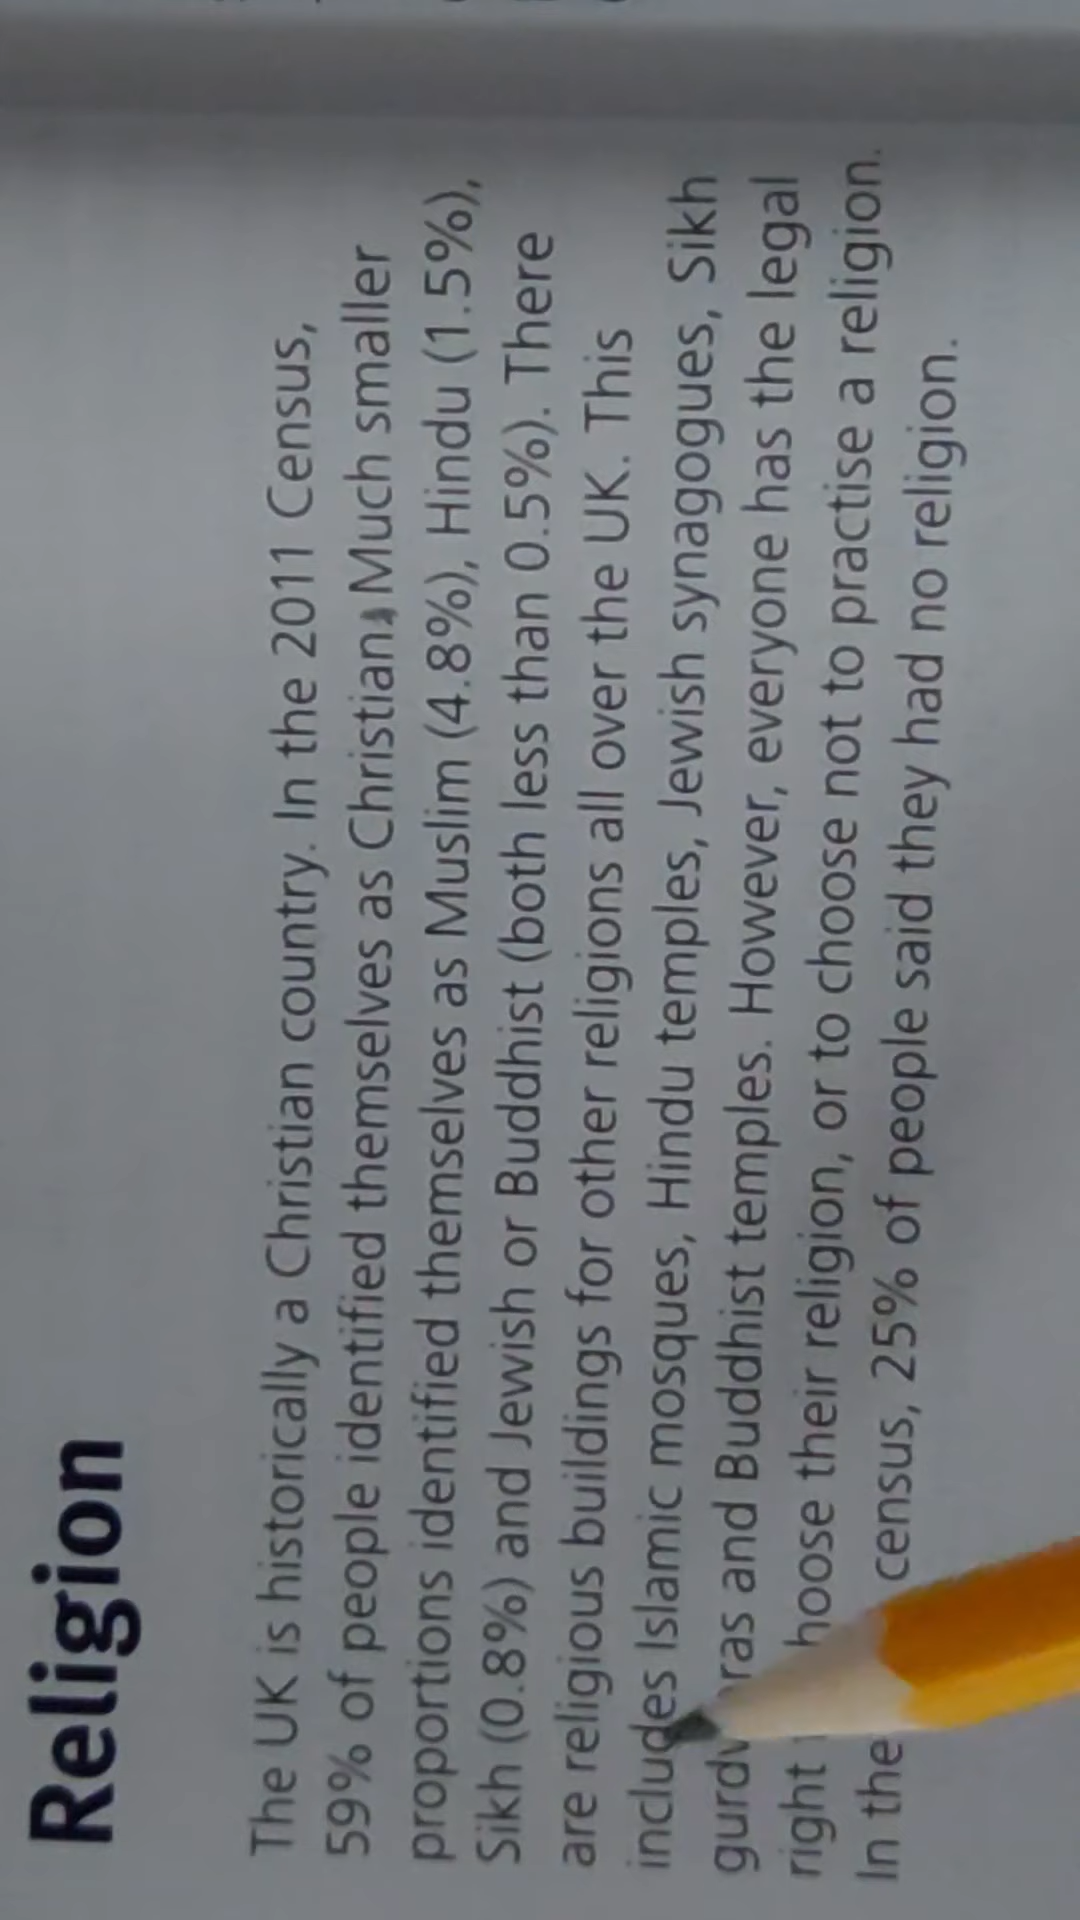 Religion
The UK is historically a Christian country. In the 2011 Census,
59% of people identified themselves as Christian. Much smaller
proportions identified themselves as Muslim (4.8%), Hindu (1.5%),
Sikh (0.8%) and Jewish or Buddhist (both less than 0.5%). There
are religious buildings for other religions all over the UK. This
includes Islamic mosques, Hindu temples, Jewish synagogues, Sikh
and Buddhist temples. However, everyone has the legal
right their religion, or to choose not to practise a religion.
In the census, 25% of people said they had no religion.